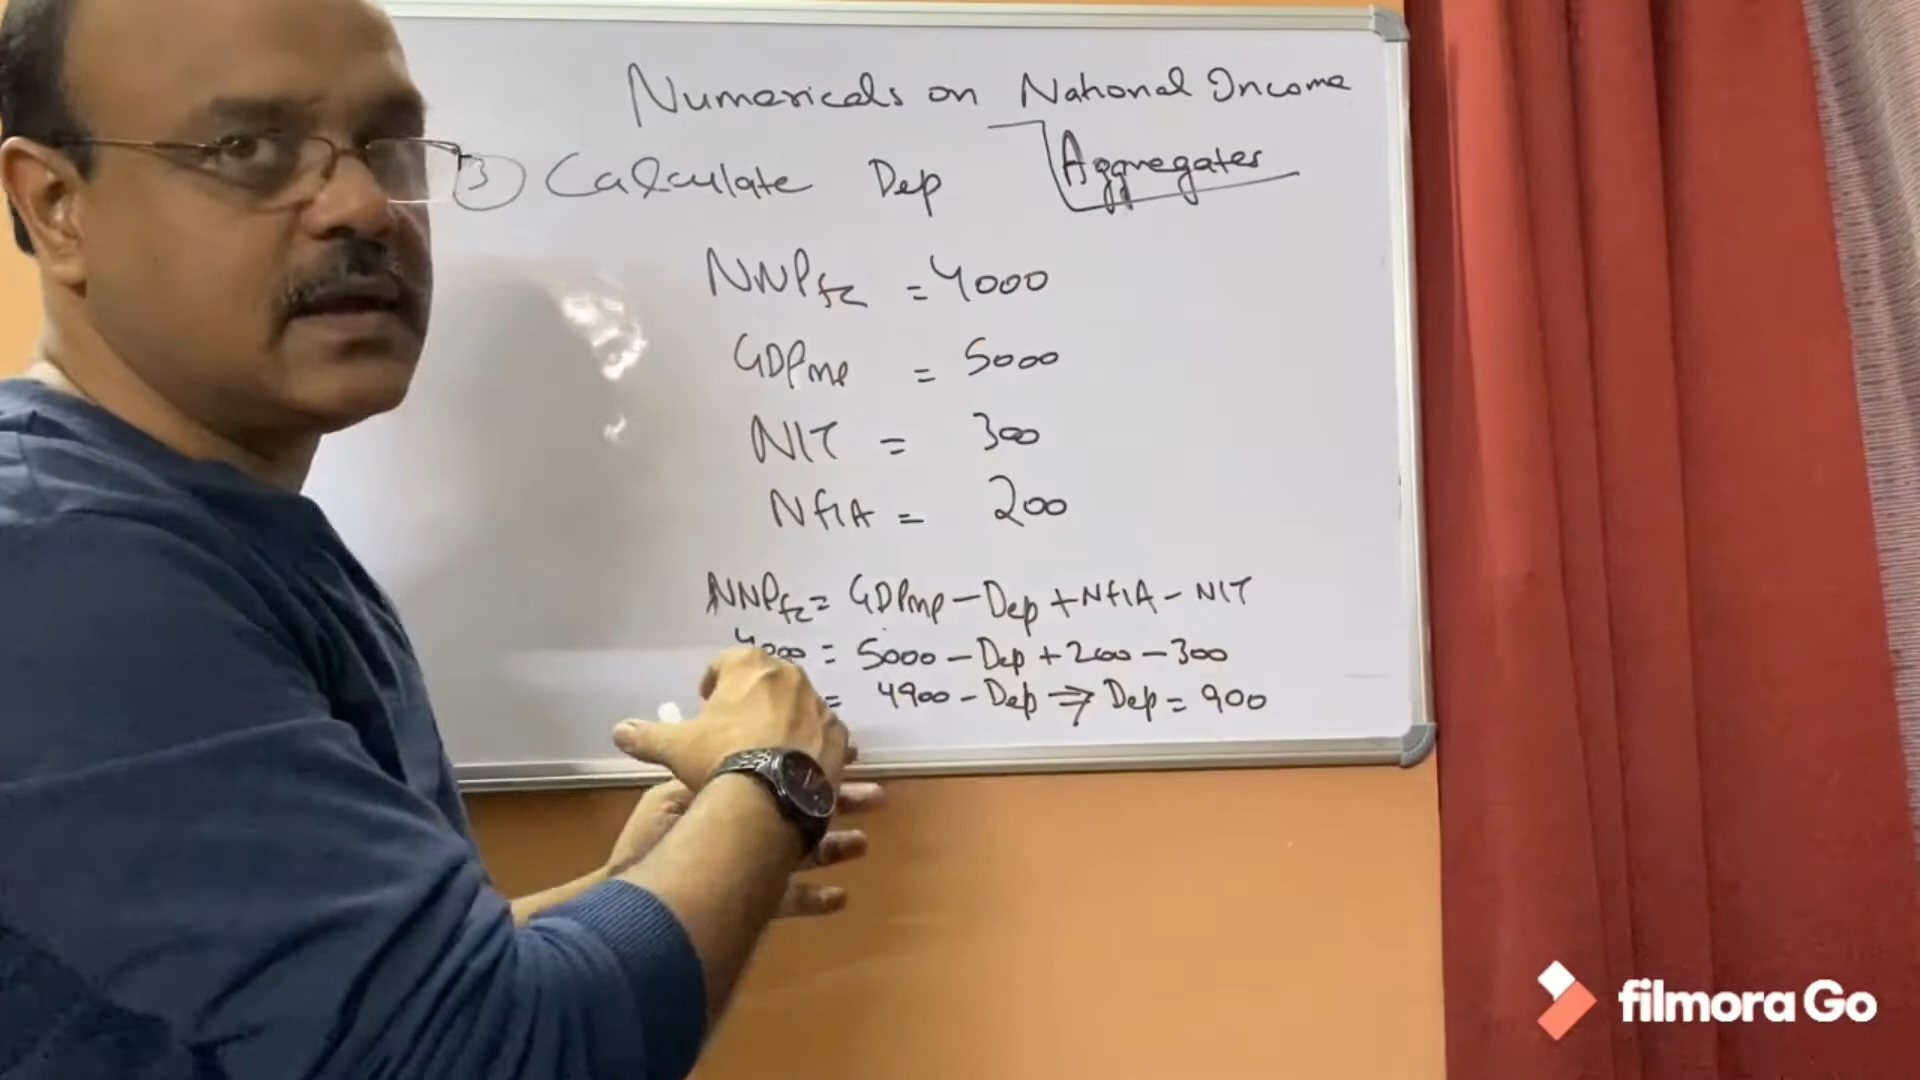 Numericals on National Income
Aggregates
3 Calculate Dep
NNPfc = 4000
GDPmp = 5000
NIT = 300
NfIA = 200
NNPfc = GDPmp - Dep + NfIA - NIT
4000 = 5000 - Dep + 200 - 300
= 4900 - Dep ⇒ Dep = 900
filmora Go